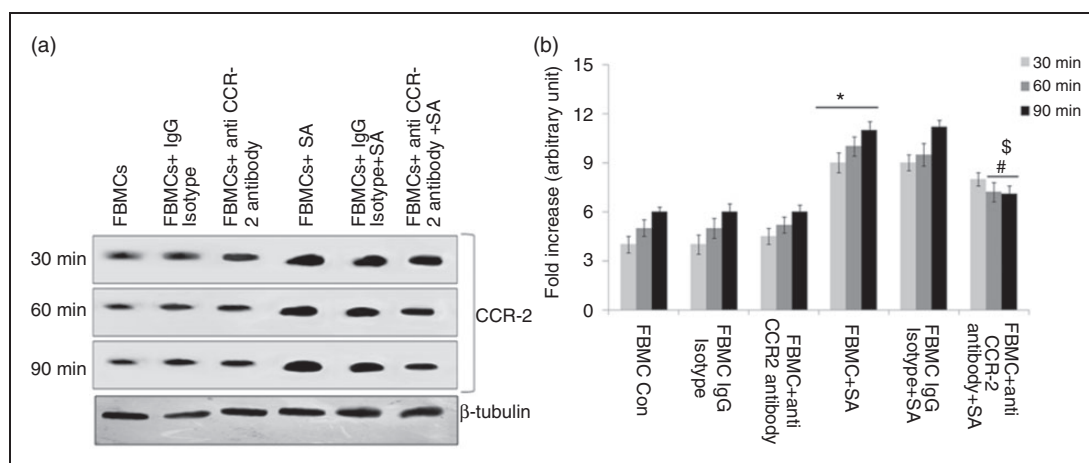 (a)
FBMCs
FBMCs+ IgG
Isotype
FBMCs+ anti CCR-
2 antibody
FBMCs+ SA
FBMCs+ IgG
Isotype+SA
FBMCs+ anti CCR-
2 antibody +SA
30 min
60 min
90 min
CCR-2
β-tubulin
(b)
Fold increase (arbitrary unit)
15
12
9
6
3
0
30 min
60 min
90 min
*
$
#
FBMC Con
FBMC IgG
Isotype
FBMC+anti
CCR2 antibody
FBMC+SA
FBMC IgG
Isotype+SA
FBMC+anti
CCR-2
antibody+SA